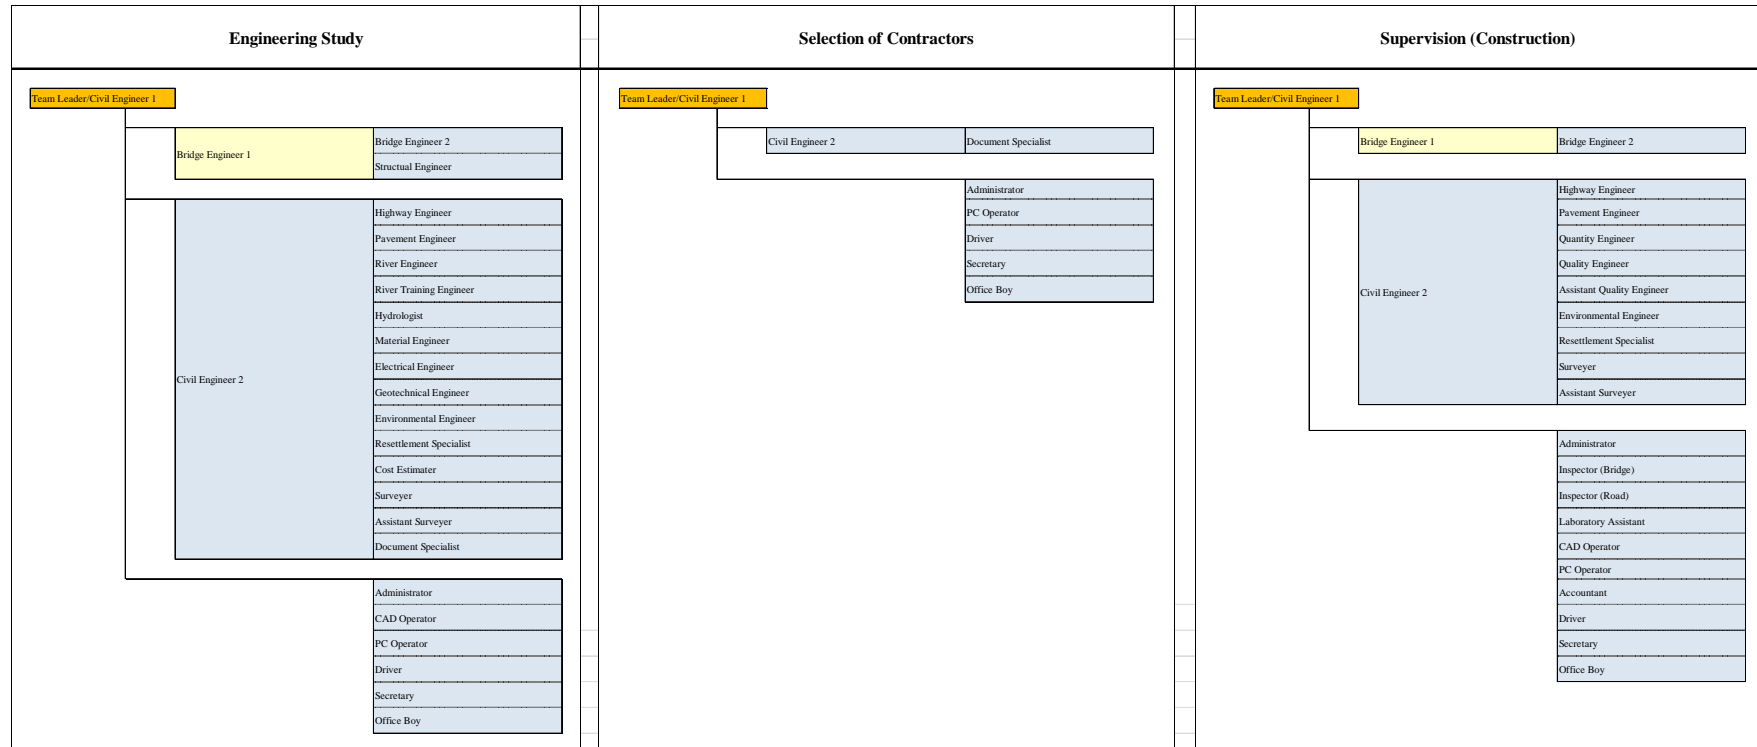 Engineering Study
Team Leader/Civil Engineer 1
Bridge Engineer 1
Bridge Engineer 2
Structual Engineer
Civil Engineer 2
Highway Engineer
Pavement Engineer
River Engineer
River Training Engineer
Hydrologist
Material Engineer
Electrical Engineer
Geotechnical Engineer
Environmental Engineer
Resettlement Specialist
Cost Estimater
Surveyer
Assistant Surveyer
Document Specialist
Administrator
CAD Operator
PC Operator
Driver
Secretary
Office Boy
Selection of Contractors
Team Leader/Civil Engineer 1
Civil Engineer 2
Document Specialist
Administrator
PC Operator
Driver
Secretary
Office Boy
Supervision (Construction)
Team Leader/Civil Engineer 1
Bridge Engineer 1
Bridge Engineer 2
Civil Engineer 2
Highway Engineer
Pavement Engineer
Quantity Engineer
Quality Engineer
Assistant Quality Engineer
Environmental Engineer
Resettlement Specialist
Surveyer
Assistant Surveyer
Administrator
Inspector (Bridge)
Inspector (Road)
Laboratory Assistant
CAD Operator
PC Operator
Accountant
Driver
Secretary
Office Boy